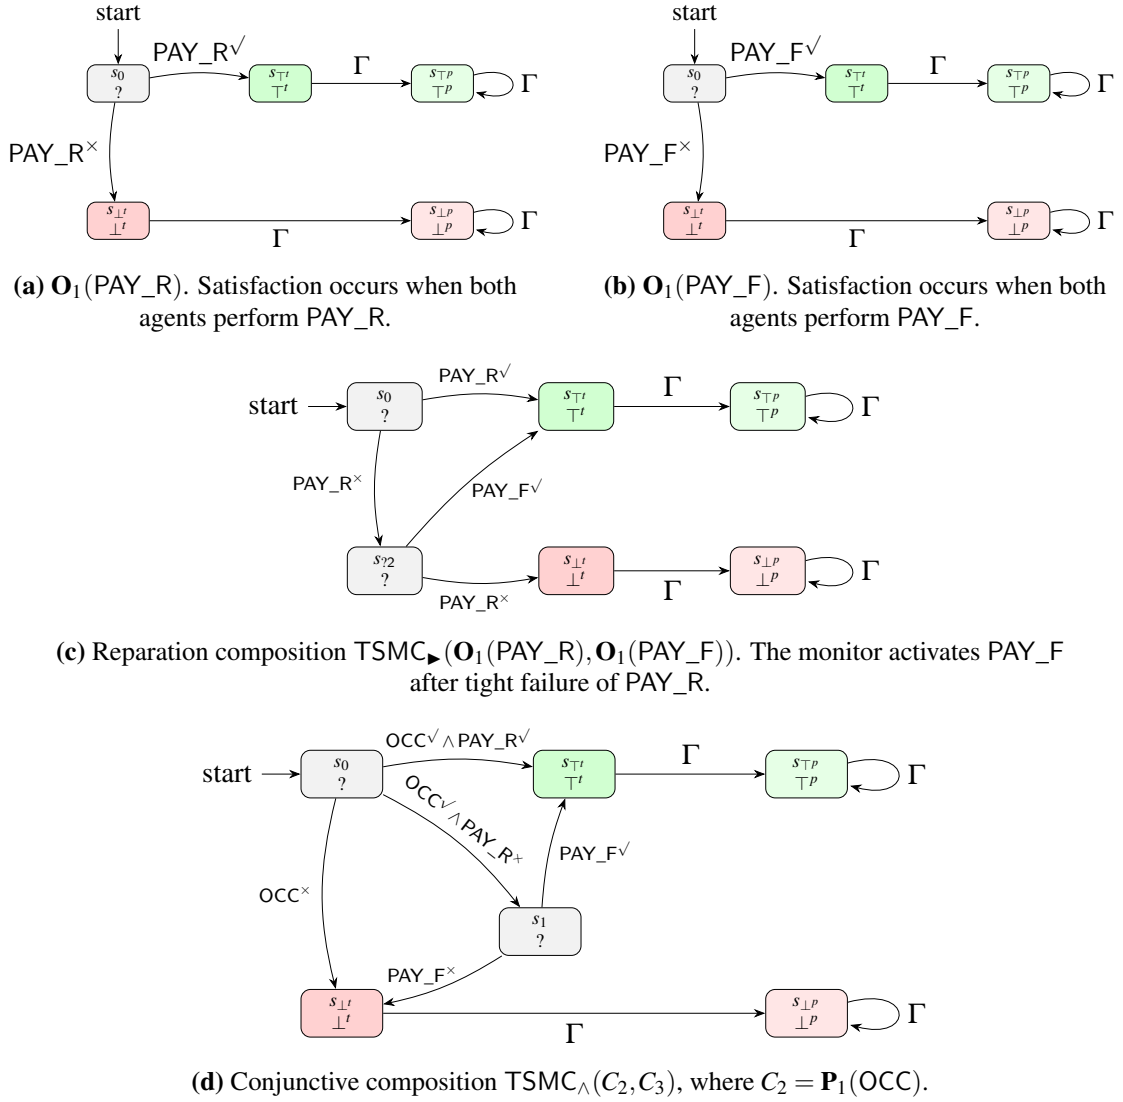 start
PAY_R✓
s₀
?
s⊤ᵗ
⊤ᵗ
Γ
s⊤ᵖ
⊤ᵖ
Γ
PAY_R×
s⊥ᵗ
⊥ᵗ
Γ
s⊥ᵖ
⊥ᵖ
Γ
(a) O₁(PAY_R). Satisfaction occurs when both
agents perform PAY_R.
start
PAY_F✓
s₀
?
s⊤ᵗ
⊤ᵗ
Γ
s⊤ᵖ
⊤ᵖ
Γ
PAY_F×
s⊥ᵗ
⊥ᵗ
Γ
s⊥ᵖ
⊥ᵖ
Γ
(b) O₁(PAY_F). Satisfaction occurs when both
agents perform PAY_F.
start
s₀
?
PAY_R✓
s⊤ᵗ
⊤ᵗ
Γ
s⊤ᵖ
⊤ᵖ
Γ
PAY_R×
PAY_F✓
s?2
?
PAY_R×
s⊥ᵗ
⊥ᵗ
Γ
s⊥ᵖ
⊥ᵖ
Γ
(c) Reparation composition TSMC▶(O₁(PAY_R),O₁(PAY_F)). The monitor activates PAY_F
after tight failure of PAY_R.
start
s₀
?
OCC✓∧PAY_R✓
s⊤ᵗ
⊤ᵗ
Γ
s⊤ᵖ
⊤ᵖ
Γ
OCC✓∧PAY_R×
PAY_F✓
OCC×
s₁
?
PAY_F×
s⊥ᵗ
⊥ᵗ
Γ
s⊥ᵖ
⊥ᵖ
Γ
(d) Conjunctive composition TSMC∧(C₂,C₃), where C₂ = P₁(OCC).